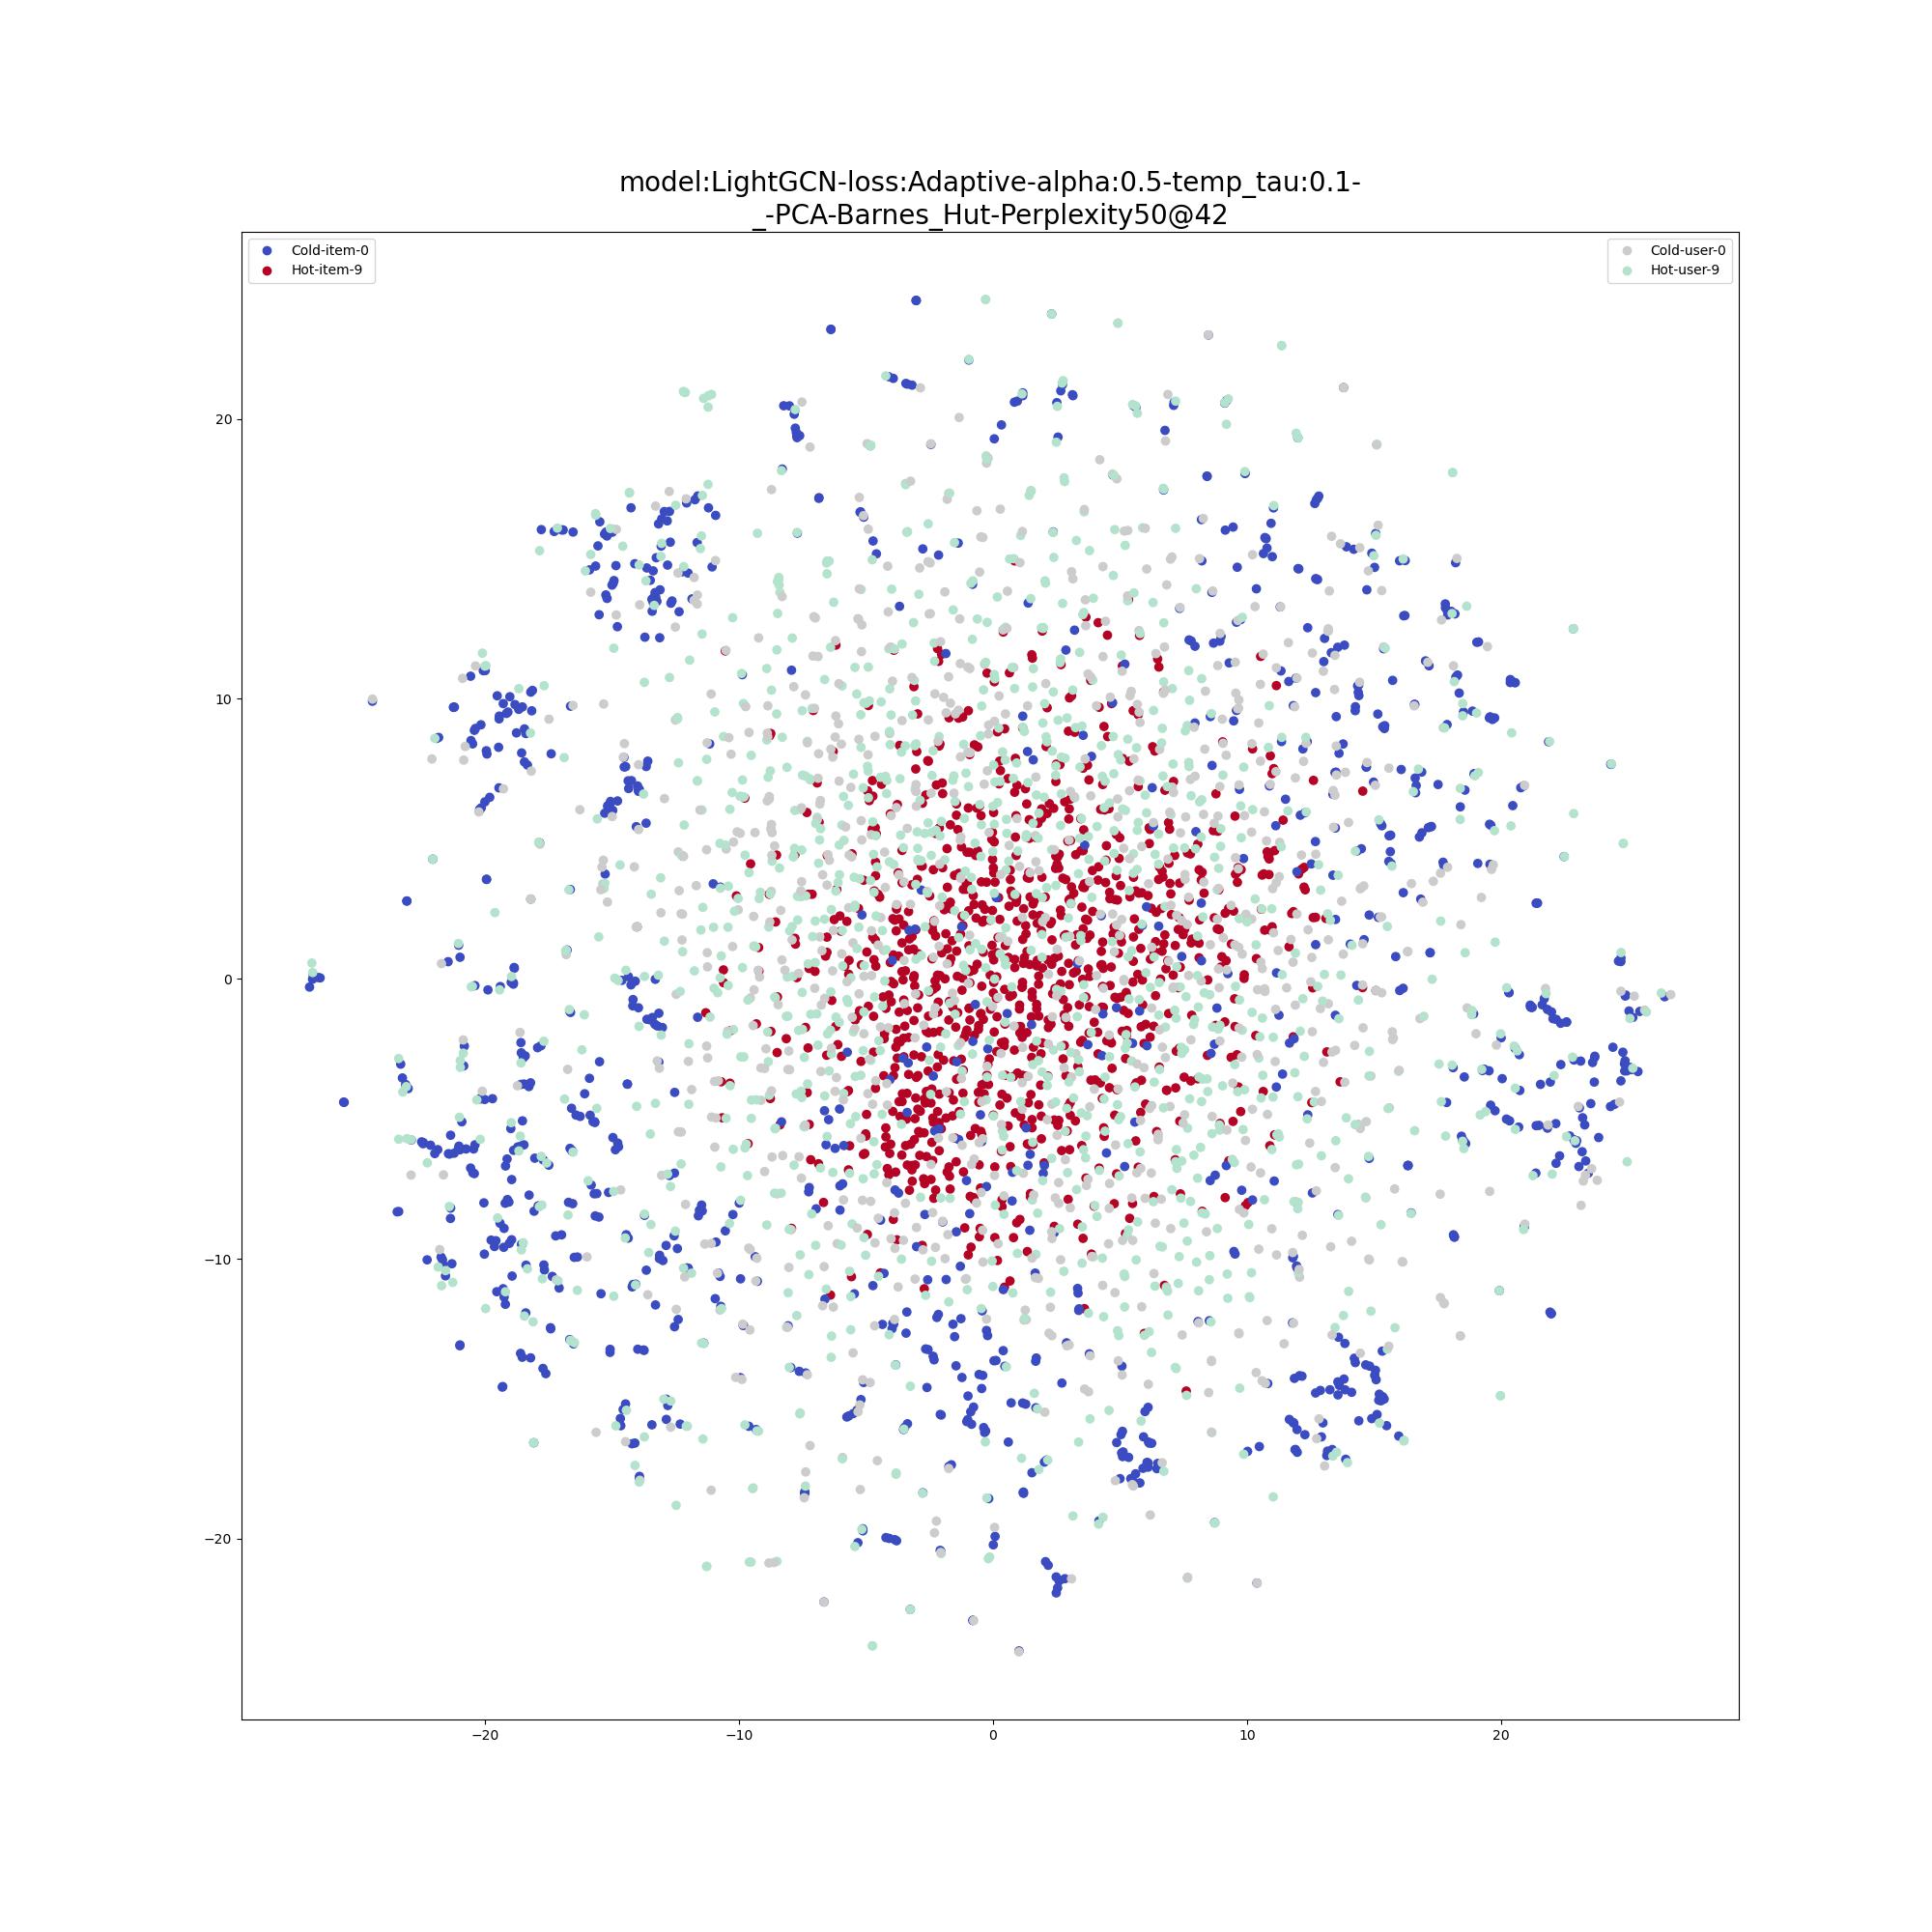 model:LightGCN-loss:Adaptive-alpha:0.5-temp_tau:0.1-
_-PCA-Barnes_Hut-Perplexity50@42
Cold-item-0
Hot-item-9
Cold-user-0
Hot-user-9
20
10
0
−10
−20
−20
−10
0
10
20